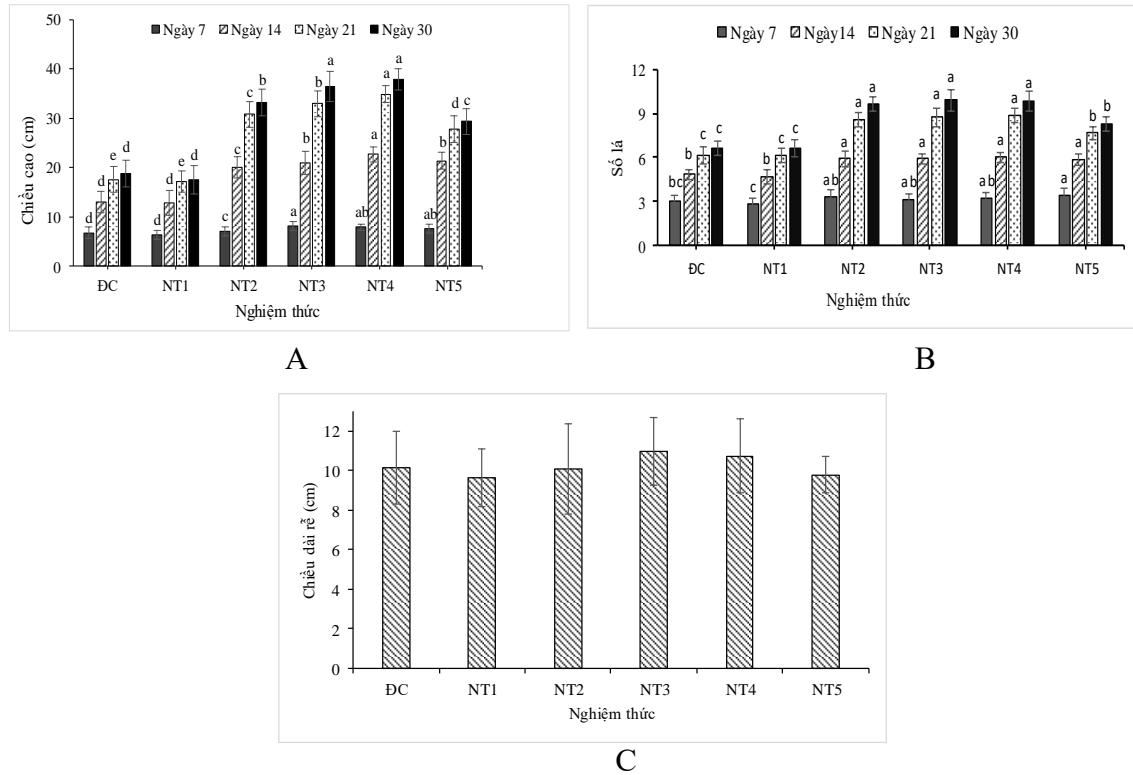 Ngày 7 Ngày 14 Ngày 21 Ngày 30
Chiều cao (cm)
50
40
30
20
10
0
d d e d
d d e d
c c c b
a b a a
ab a a a
ab b d c
ĐC NT1 NT2 NT3 NT4 NT5
Nghiệm thức
A
Ngày 7 Ngày14 Ngày 21 Ngày 30
Số lá
12
9
6
3
0
bc b c c
c b c c
ab a a a
ab a a a
ab a a a
a a b b
ĐC NT1 NT2 NT3 NT4 NT5
Nghiệm thức
B
Chiều dài rễ (cm)
12
10
8
6
4
2
0
ĐC NT1 NT2 NT3 NT4 NT5
Nghiệm thức
C